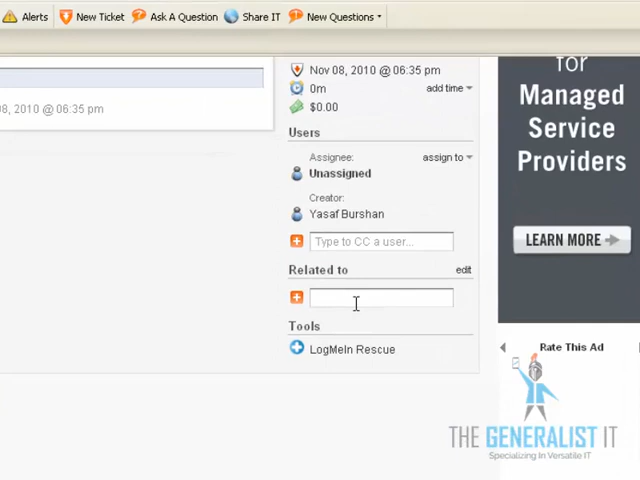 Alerts New Ticket Ask A Question Share IT New Questions
Nov 08, 2010 @ 06:35 pm
0m add time
$0.00
08, 2010 @ 06:35 pm
Users
Assignee: assign to
Unassigned
Creator:
Yasaf Burshan
Type to CC a user...
Related to edit
Tools
LogMeIn Rescue
for
Managed
Service
Providers
LEARN MORE
Rate This Ad
THE GENERALIST IT
Specializing In Versatile IT